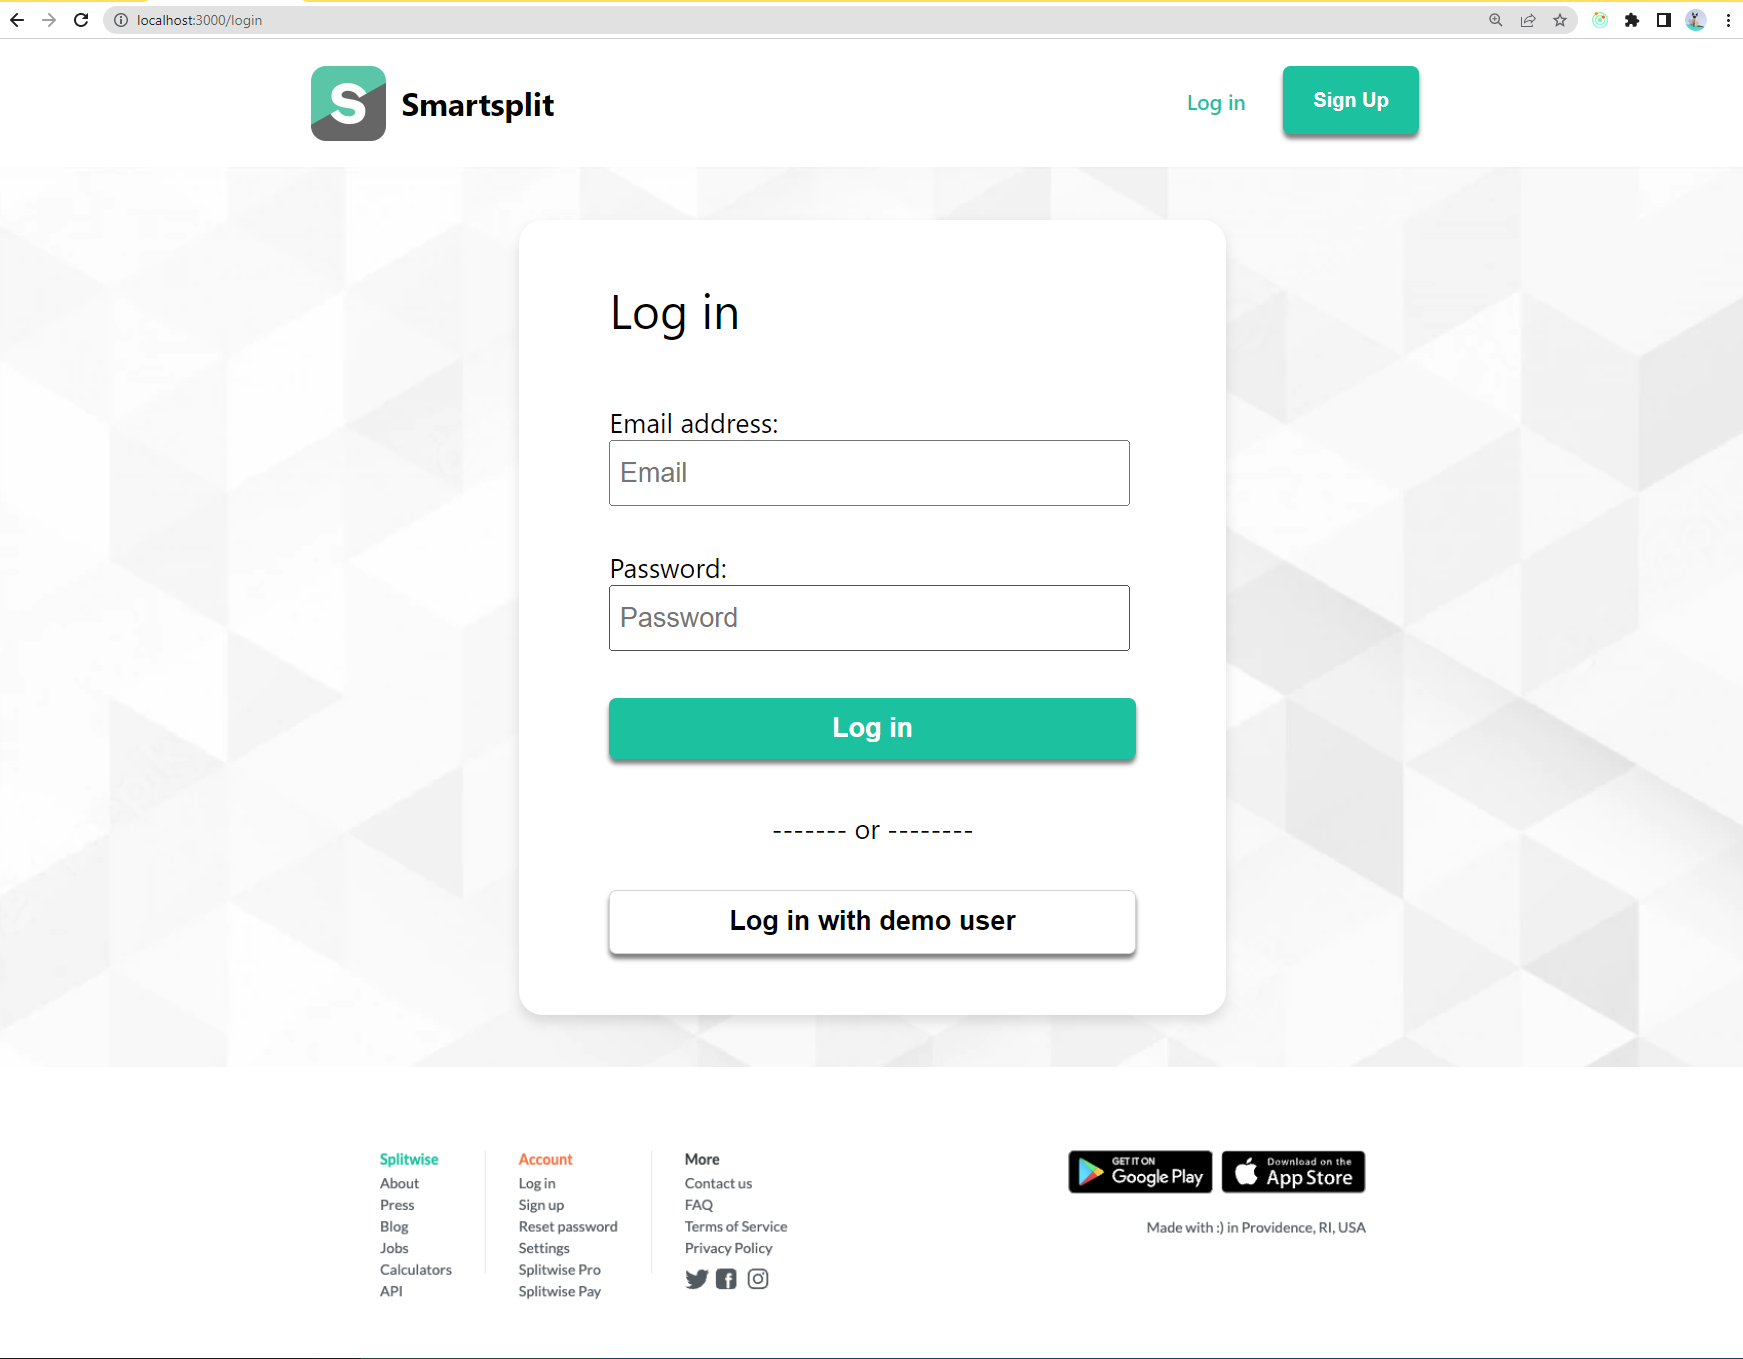 localhost:3000/login
S Smartsplit
Log in
Sign Up
Log in
Email address:
Email
Password:
Password
Log in
------- or --------
Log in with demo user
Splitwise
About
Press
Blog
Jobs
Calculators
API
Account
Log in
Sign up
Reset password
Settings
Splitwise Pro
Splitwise Pay
More
Contact us
FAQ
Terms of Service
Privacy Policy
GET IT ON
Google Play
Download on the
App Store
Made with :) in Providence, RI, USA